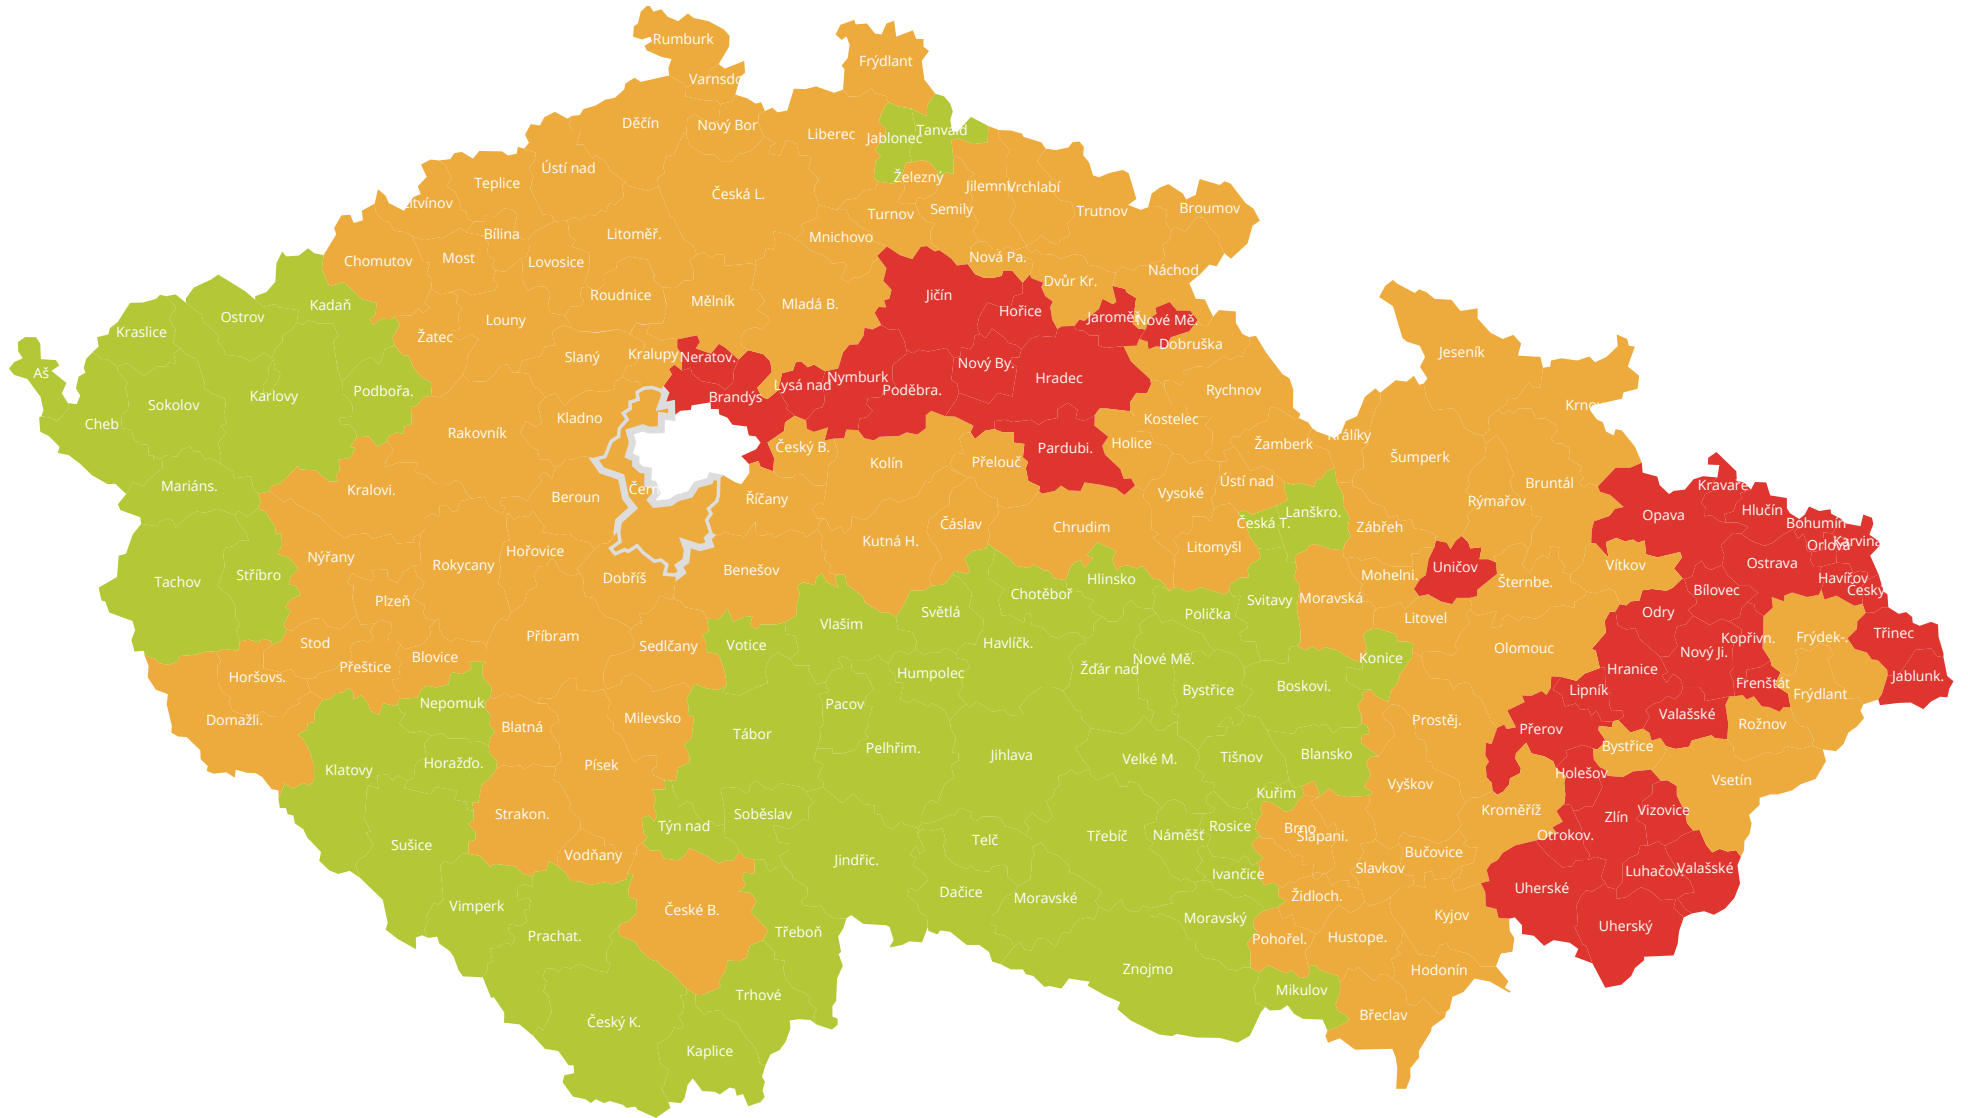 Rumburk
Frýdlant
Varnsdo
Děčín
Nový Bor
Liberec
Jablonec
Tanvald
Ústí nad
Teplice
Železný
Česká L.
Jilemni
Vrchlabí
Litvínov
Semily
Turnov
Trutnov
Broumov
Bílina
Litoměř.
Mnichovo
Most
Lovosice
Chomutov
Nová Pa.
Náchod
Dvůr Kr.
Roudnice
Mělník
Mladá B.
Jičín
Kadaň
Hořice
Ostrov
Louny
Jaroměř
Nové Mě.
Kraslice
Žatec
Dobruška
Slaný
Kralupy
Neratov.
Jeseník
Nový By.
Aš
Nymburk
Hradec
Lysá nad
Poděbra.
Podbořa.
Rychnov
Karlovy
Brandýs
Sokolov
Krnov
Kladno
Kostelec
Cheb
Rakovník
Králíky
Holice
Žamberk
Český B.
Pardubi.
Kolín
Přelouč
Šumperk
Mariáns.
Kralovi.
Čern
Beroun
Říčany
Vysoké
Ústí nad
Bruntál
Kravaře
Rýmařov
Lanškro.
Hlučín
Opava
Čáslav
Chrudim
Česká T.
Zábřeh
Bohumín
Kutná H.
Orlová
Karviná
Hořovice
Litomyšl
Nýřany
Rokycany
Stříbro
Dobříš
Benešov
Uničov
Vítkov
Ostrava
Tachov
Hlinsko
Mohelni.
Šternbe.
Havířov
Bílovec
Český
Chotěboř
Plzeň
Svitavy
Moravská
Světlá
Polička
Odry
Vlašim
Litovel
Třinec
Příbram
Kopřivn.
Frýdek-.
Stod
Votice
Sedlčany
Havlíčk.
Olomouc
Nový Ji.
Blovice
Nové Mě.
Konice
Přeštice
Žďár nad
Hranice
Horšovs.
Humpolec
Jablunk.
Boskovi.
Frenštát
Bystřice
Lipník
Frýdlant
Nepomuk
Pacov
Valašské
Domažli.
Milevsko
Prostěj.
Rožnov
Blatná
Přerov
Tábor
Pelhřim.
Bystřice
Jihlava
Blansko
Velké M.
Tišnov
Horažďo.
Písek
Klatovy
Holešov
Vsetín
Vyškov
Kuřim
Kroměříž
Vizovice
Strakon.
Soběslav
Zlín
Týn nad
Rosice
Brno
Šlapani.
Třebíč
Náměšť
Otrokov.
Telč
Sušice
Bučovice
Vodňany
Jindřic.
Slavkov
Valašské
Luhačov.
Ivančice
Uherské
Dačice
Židloch.
Moravské
Vimperk
České B.
Kyjov
Moravský
Uherský
Třeboň
Prachat.
Hustope.
Pohořel.
Znojmo
Hodonín
Mikulov
Trhové
Břeclav
Český K.
Kaplice